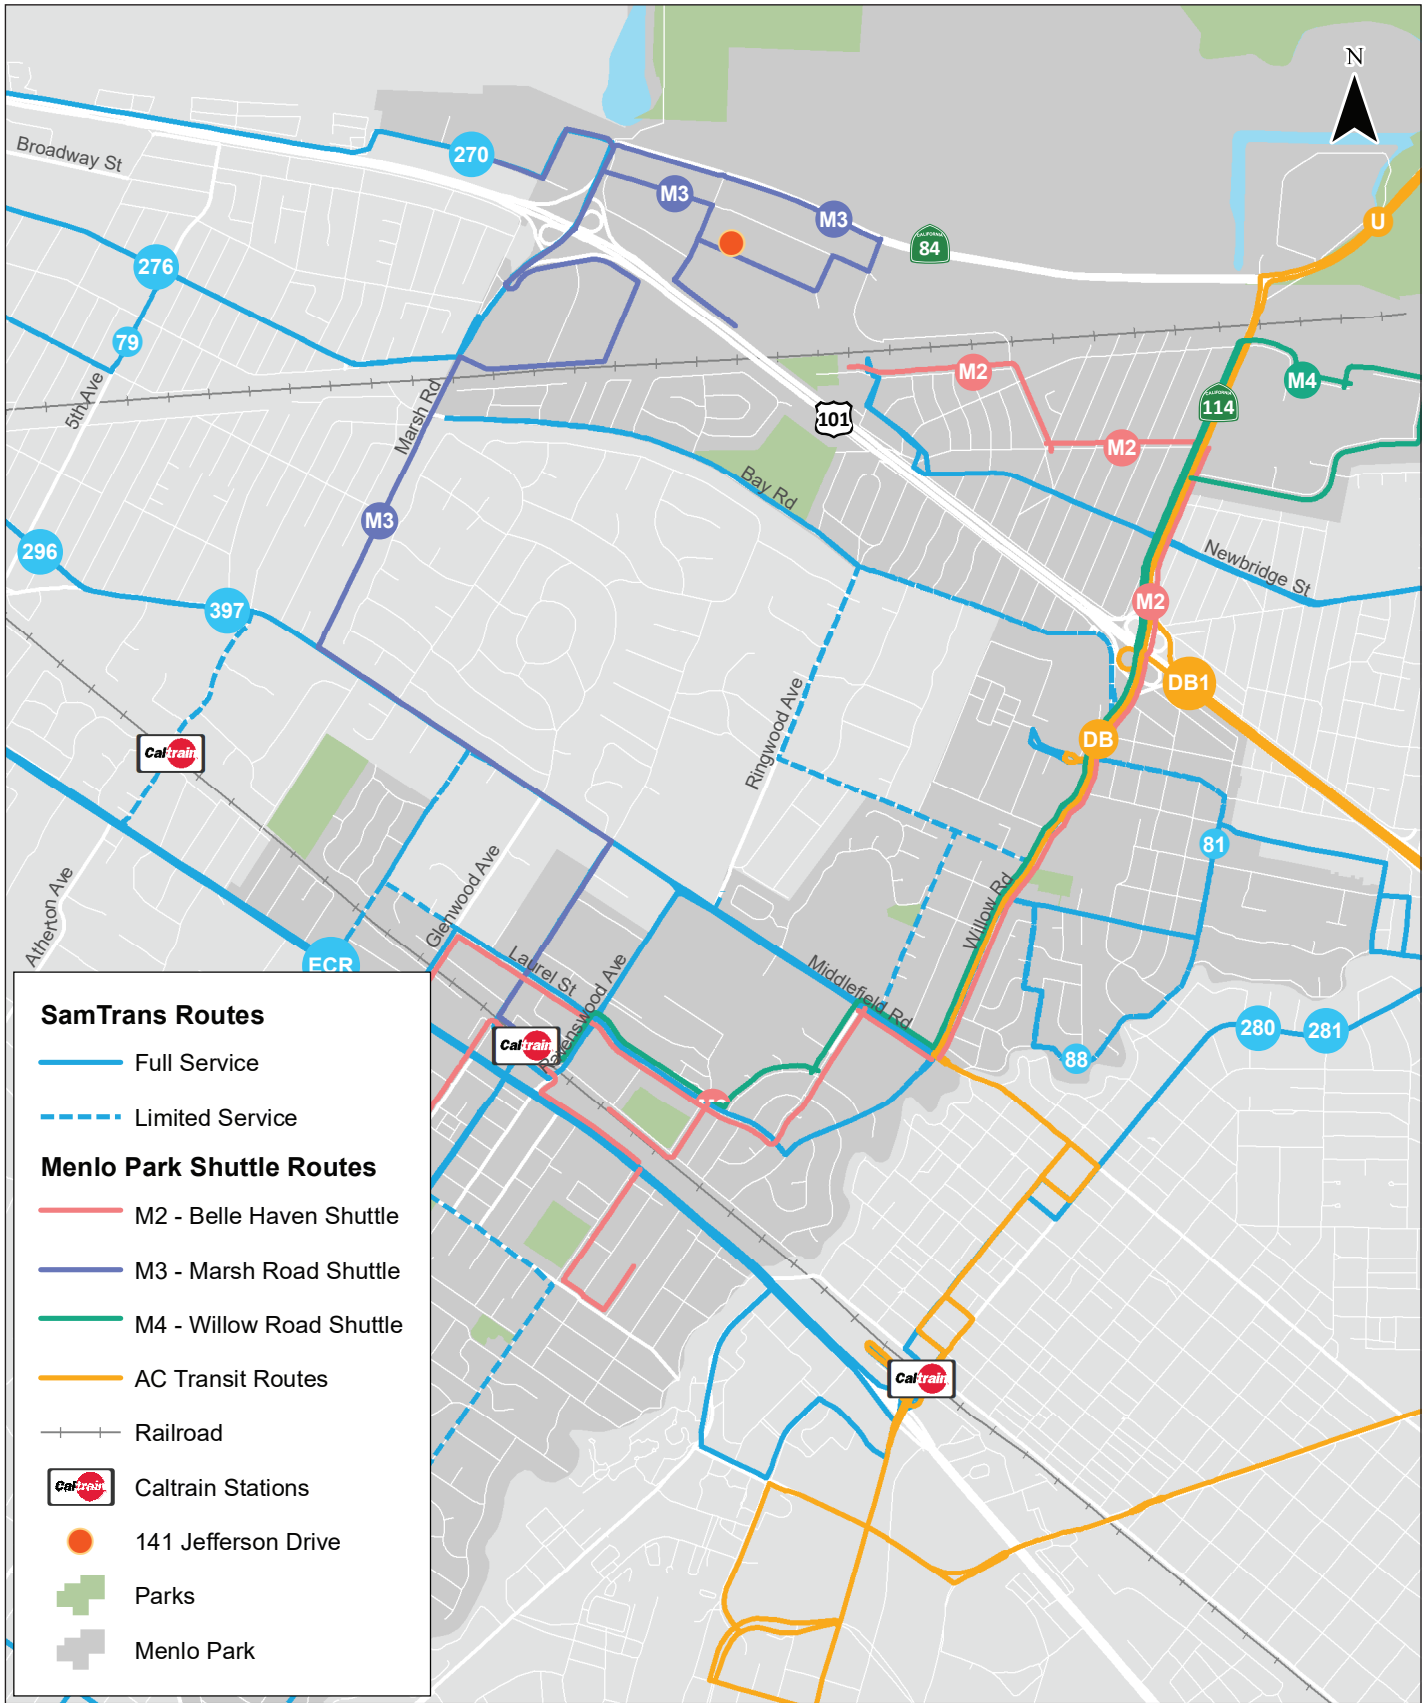 N
Broadway St
270
M3
M3
CALIFORNIA
84
U
276
79
5th Ave
Marsh Rd
M2
M4
CALIFORNIA
114
101
M2
Bay Rd
M3
296
Newbridge St
397
M2
DB1
Ringwood Ave
DB
Caltrain
81
Glenwood Ave
Willow Rd
Atherton Ave
ECR
Laurel St
Ravenswood Ave
Middlefield Rd
Caltrain
280
281
88
Caltrain
SamTrans Routes
Full Service
Limited Service
Menlo Park Shuttle Routes
M2 - Belle Haven Shuttle
M3 - Marsh Road Shuttle
M4 - Willow Road Shuttle
AC Transit Routes
Railroad
Caltrain
Caltrain Stations
141 Jefferson Drive
Parks
Menlo Park